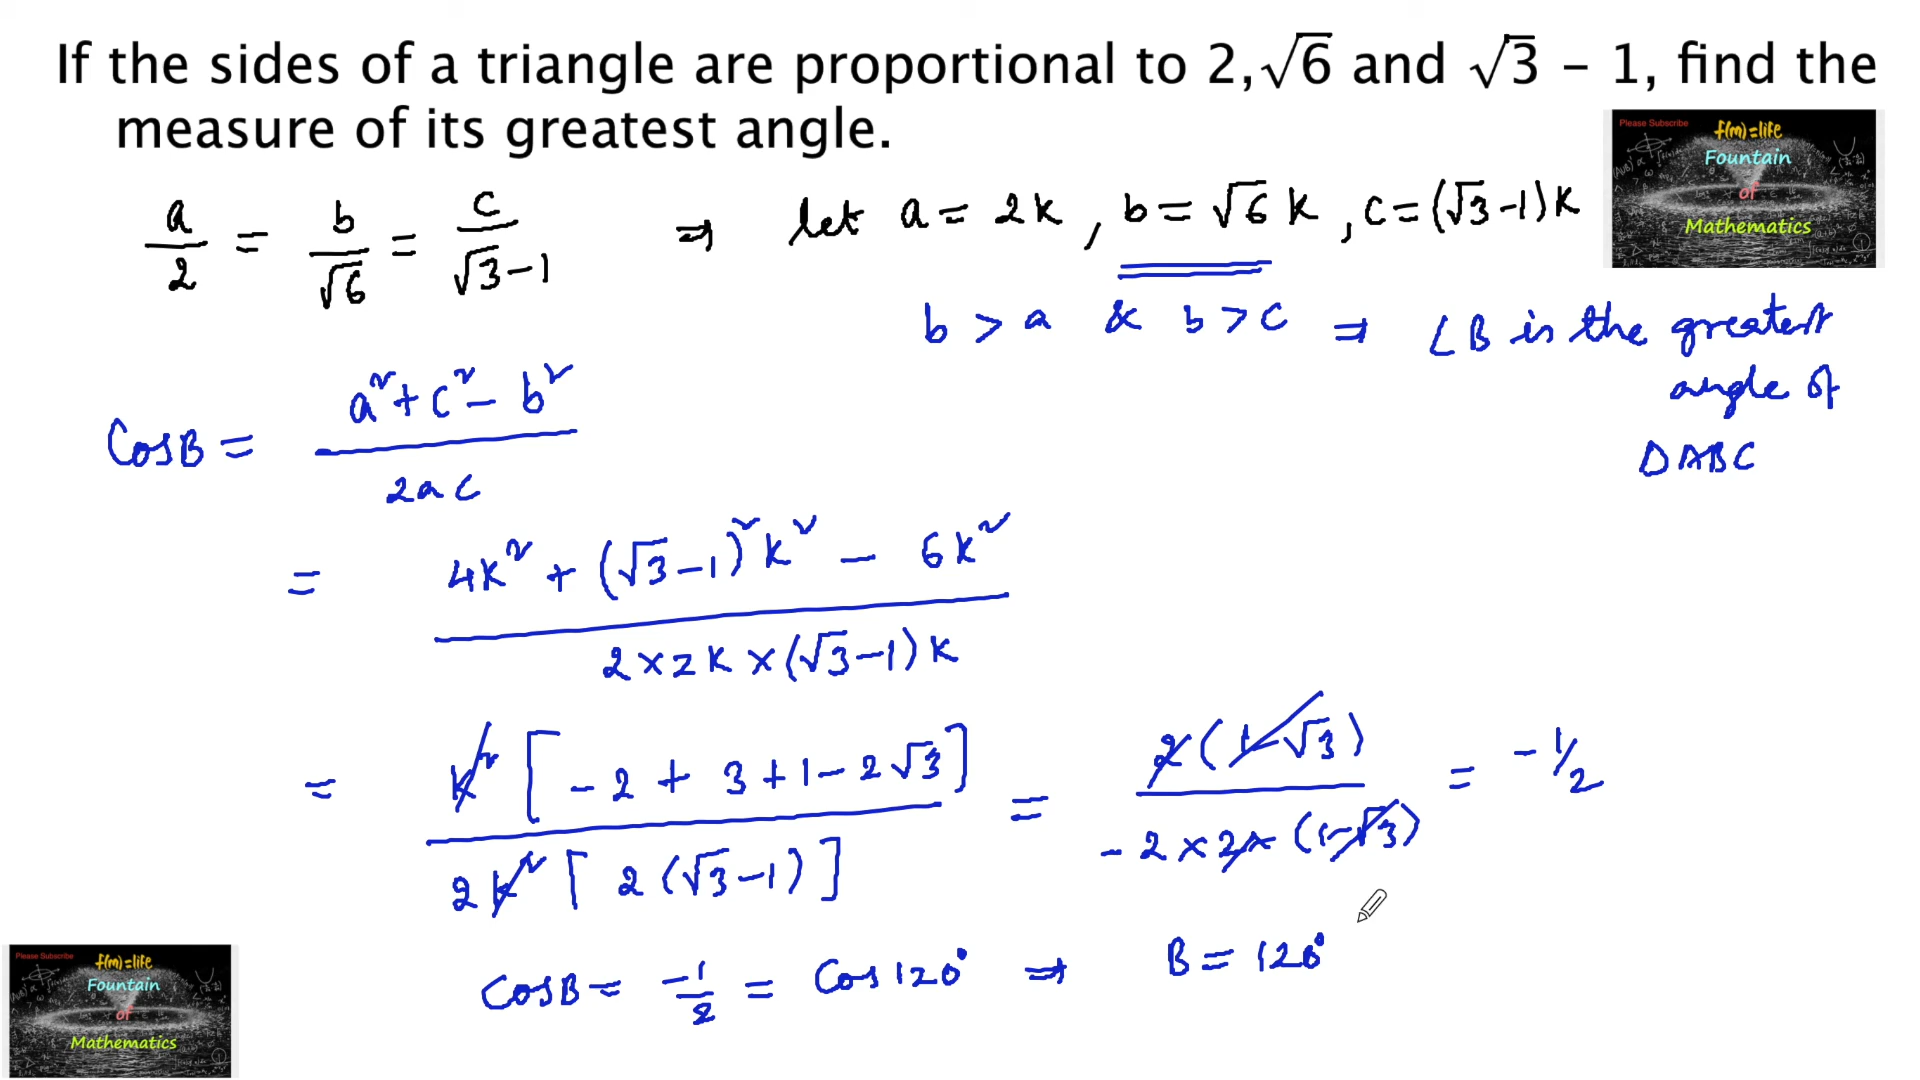 If the sides of a triangle are proportional to 2,√6 and √3 – 1, find the
measure of its greatest angle.
Please Subscribe
f(m)=life
Fountain
of
Mathematics
a/2 = b/√6 = c/(√3-1) ⇒ let a = 2k, b = √6 k, c = (√3-1)k
b > a & b > c ⇒ ∠B is the greatest
angle of
ΔABC
CosB = (a² + c² - b²)/(2ac)
= (4k² + (√3-1)²k² - 6k²)/(2×2k×(√3-1)k)
= k²[-2 + 3+1-2√3]/(2k²[2(√3-1)]) = 2(1-√3)/(-2×2×(1-√3)) = -1/2
CosB = -1/2 = Cos120° ⇒ B = 120°
Please Subscribe
f(m)=life
Fountain
of
Mathematics